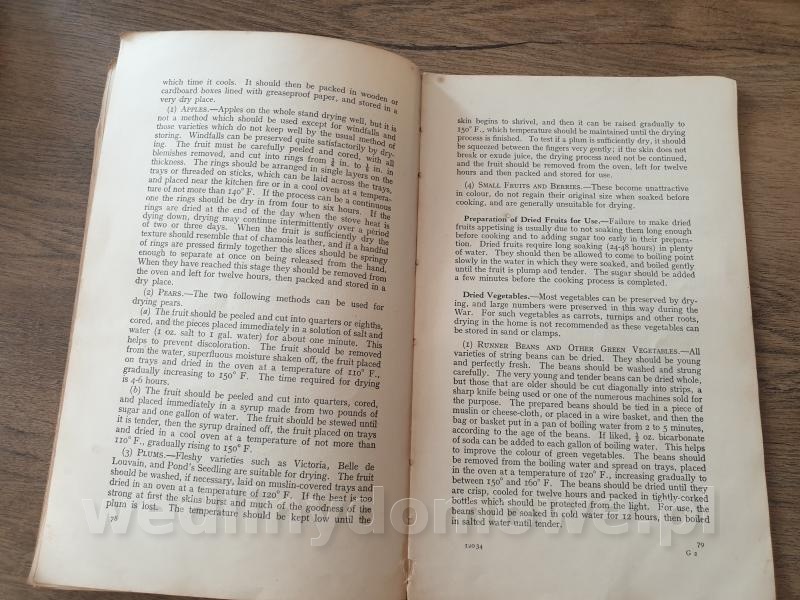 which time it cools. It should then be packed in wooden or
cardboard boxes lined with greaseproof paper, and stored in a
very dry place.
(1) APPLES.—Apples on the whole stand drying well, but it is
not a method which should be used except for windfalls and
those varieties which do not keep well by the usual method of
storing. Windfalls can be preserved quite satisfactorily by dry-
ing. The fruit must be carefully peeled and cored, with all
blemishes removed, and cut into rings from ¼ in. to ⅜ in. in
thickness. The rings should be arranged in single layers on the
trays or threaded on sticks, which can be laid across the trays,
and placed near the kitchen fire or in a cool oven at a tempera-
ture of not more than 140° F. If the process can be a continuous
one the rings should be dry in from four to six hours. If the
rings are dried at the end of the day when the stove heat is
dying down, drying may continue intermittently over a period
of two or three days. When the fruit is sufficiently dry the
texture should resemble that of chamois leather, and if a handful
of rings are pressed firmly together the slices should be springy
enough to separate at once on being released from the hand.
When they have reached this stage they should be removed from
the oven and left for twelve hours, then packed and stored in a
dry place.
(2) PEARS.—The two following methods can be used for
drying pears.
(a) The fruit should be peeled and cut into quarters or eighths,
cored, and the pieces placed immediately in a solution of salt and
water (1 oz. salt to 1 gal. water) for about one minute. This
helps to prevent discoloration. The fruit should be removed
from the water, superfluous moisture shaken off, the fruit placed
on trays and dried in the oven at a temperature of 110° F.,
gradually increasing to 150° F. The time required for drying
is 4-6 hours.
(b) The fruit should be peeled and cut into quarters, cored,
and placed immediately in a syrup made from two pounds of
sugar and one gallon of water. The fruit should be stewed until
it is tender, then the syrup drained off, the fruit placed on trays
and dried in a cool oven at a temperature of not more than
110° F., gradually rising to 150° F.
(3) PLUMS.—Fleshy varieties such as Victoria, Belle de
Louvain, and Pond's Seedling are suitable for drying. The fruit
should be washed, if necessary, laid on muslin-covered trays and
dried in an oven at a temperature of 120° F. If the heat is too
strong at first the skins burst and much of the goodness of the
plum is lost. The temperature should be kept low until the
78
skin begins to shrivel, and then it can be raised gradually to
150° F., which temperature should be maintained until the drying
process is finished. To test if a plum is sufficiently dry, it should
be squeezed between the fingers very gently; if the skin does not
break or exude juice, the drying process need not be continued,
and the fruit should be removed from the oven, left for twelve
hours and then packed and stored for use.
(4) SMALL FRUITS AND BERRIES.—These become unattractive
in colour, do not regain their original size when soaked before
cooking, and are generally unsuitable for drying.
Preparation of Dried Fruits for Use.—Failure to make dried
fruits appetising is usually due to not soaking them long enough
before cooking and to adding sugar too early in their prepara-
tion. Dried fruits require long soaking (24-48 hours) in plenty
of water. They should then be allowed to come to boiling point
slowly in the water in which they were soaked, and boiled gently
until the fruit is plump and tender. The sugar should be added
a few minutes before the cooking process is completed.
Dried Vegetables.—Most vegetables can be preserved by dry-
ing, and large numbers were preserved in this way during the
War. For such vegetables as carrots, turnips and other roots,
drying in the home is not recommended as these vegetables can
be stored in sand or clamps.
(1) RUNNER BEANS AND OTHER GREEN VEGETABLES.—All
varieties of string beans can be dried. They should be young
and perfectly fresh. The beans should be washed and strung
carefully. The very young and tender beans can be dried whole,
but those that are older should be cut diagonally into strips, a
sharp knife being used or one of the numerous machines sold for
the purpose. The prepared beans should be tied in a piece of
muslin or cheese-cloth, or placed in a wire basket, and then the
bag or basket put in a pan of boiling water from 2 to 5 minutes,
according to the age of the beans. If liked, ½ oz. bicarbonate
of soda can be added to each gallon of boiling water. This helps
to improve the colour of green vegetables. The beans should
be removed from the boiling water and spread on trays, placed
in the oven at a temperature of 120° F., increasing gradually to
between 150° and 160° F. The beans should be dried until they
are crisp, cooled for twelve hours and packed in tightly-corked
bottles which should be protected from the light. For use, the
beans should be soaked in cold water for 12 hours, then boiled
in salted water until tender.
79
12034
G 2
wedlinydomowe.pl